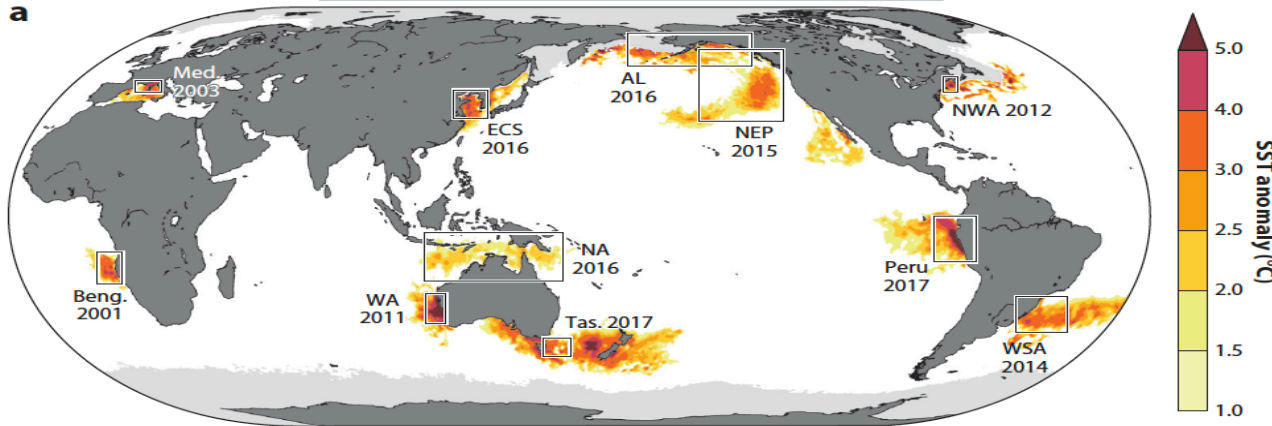 a
Med.
2003
AL
2016
NWA 2012
ECS
2016
NEP
2015
NA
2016
Beng.
2001
WA
2011
Tas. 2017
Peru
2017
WSA
2014
5.0
4.0
3.0
2.5
2.0
1.5
1.0
SST anomaly (°C)